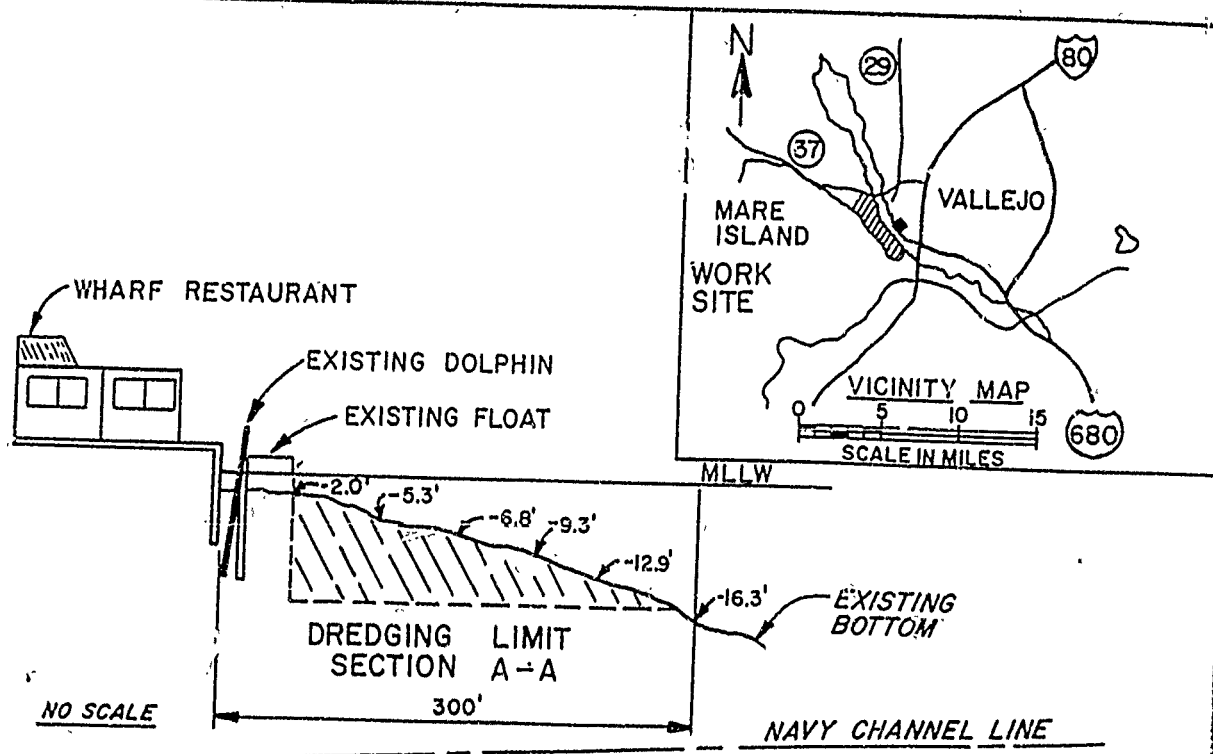 N
29
80
37
VALLEJO
MARE
ISLAND
WORK
SITE
VICINITY MAP
0 5 10 15
SCALE IN MILES
680
WHARF RESTAURANT
EXISTING DOLPHIN
EXISTING FLOAT
MLLW
-2.0'
-5.3'
-6.8'
-9.3'
-12.9'
-16.3'
EXISTING
BOTTOM
DREDGING LIMIT
SECTION A-A
NO SCALE
300'
NAVY CHANNEL LINE